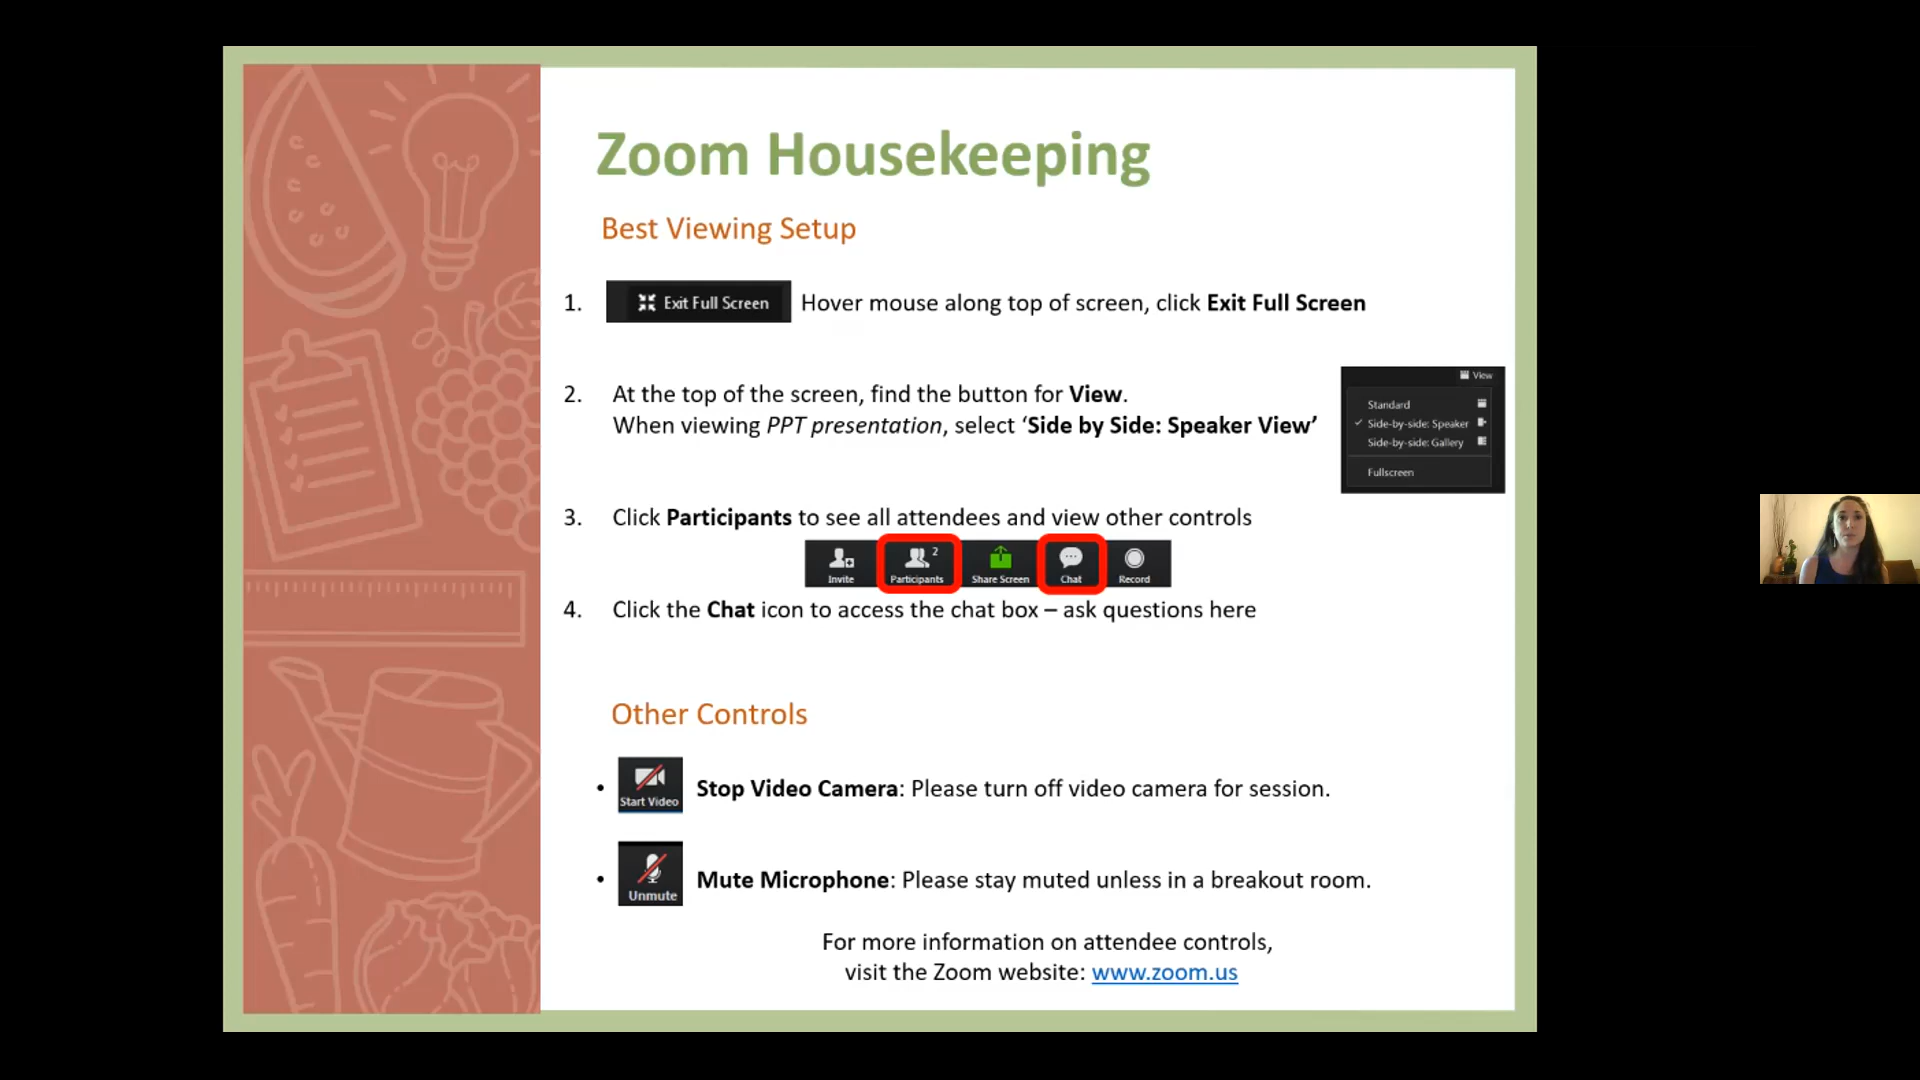 Zoom Housekeeping
Best Viewing Setup
1. Exit Full Screen Hover mouse along top of screen, click Exit Full Screen
2. At the top of the screen, find the button for View.
When viewing PPT presentation, select ‘Side by Side: Speaker View’
View
Standard
✓ Side-by-side: Speaker
Side-by-side: Gallery
Fullscreen
3. Click Participants to see all attendees and view other controls
2
Invite Participants Share Screen Chat Record
4. Click the Chat icon to access the chat box – ask questions here
Other Controls
• Start Video Stop Video Camera: Please turn off video camera for session.
• Unmute Mute Microphone: Please stay muted unless in a breakout room.
For more information on attendee controls,
visit the Zoom website: www.zoom.us